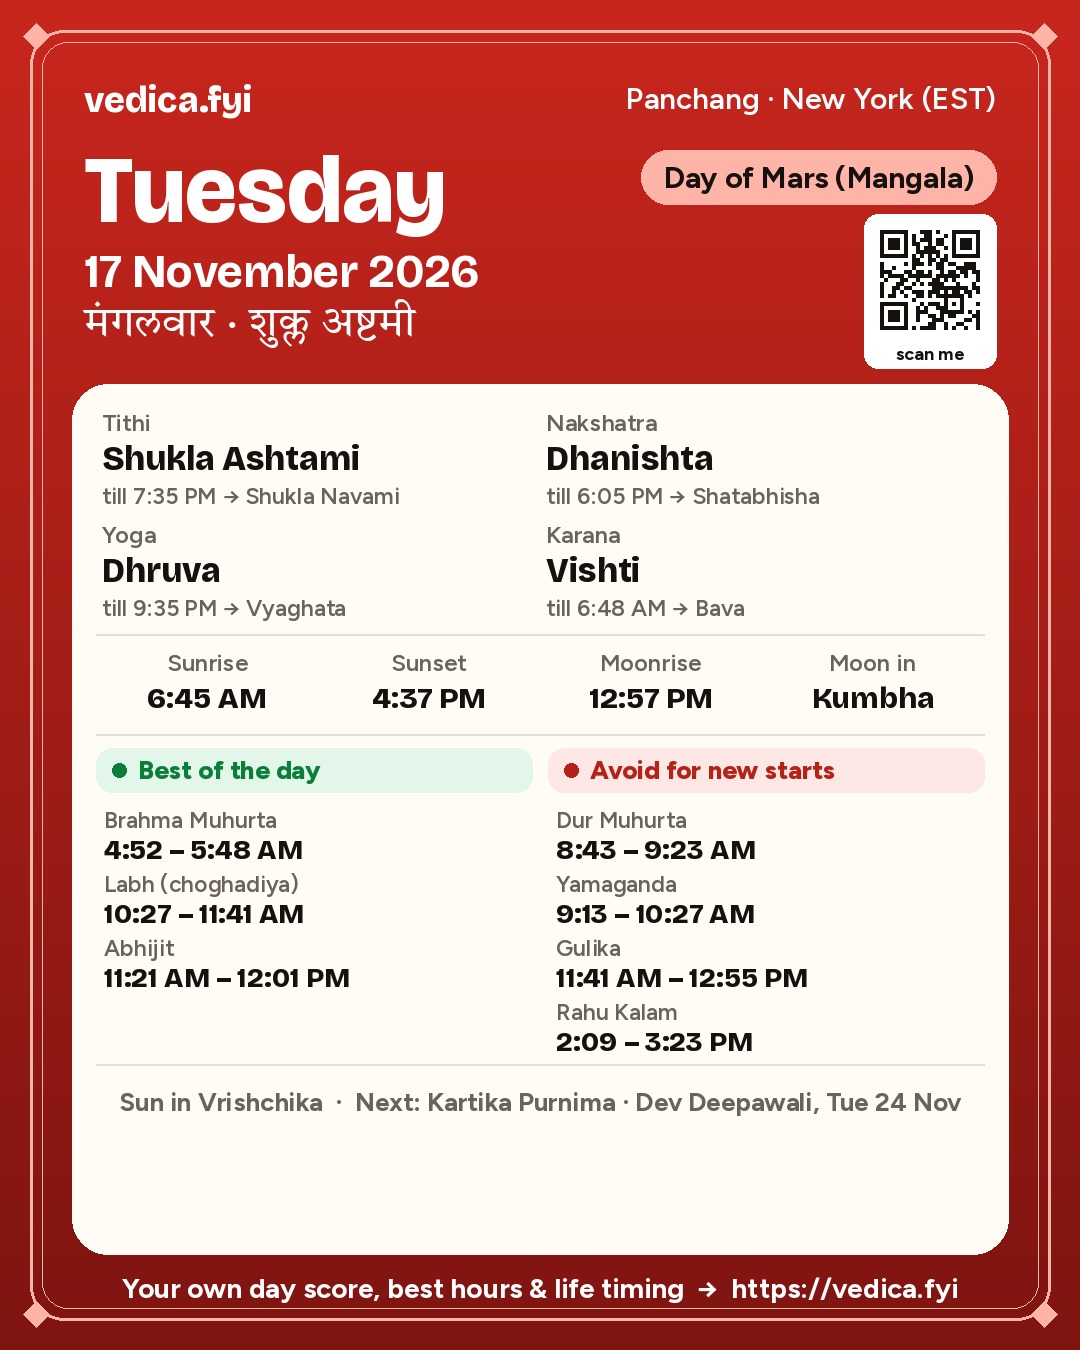 vedica.fyi
Panchang · New York (EST)
Tuesday
Day of Mars (Mangala)
17 November 2026
मंगलवार · शुक्ल अष्टमी
scan me
Tithi
Shukla Ashtami
till 7:35 PM → Shukla Navami
Nakshatra
Dhanishta
till 6:05 PM → Shatabhisha
Yoga
Dhruva
till 9:35 PM → Vyaghata
Karana
Vishti
till 6:48 AM → Bava
Sunrise
6:45 AM
Sunset
4:37 PM
Moonrise
12:57 PM
Moon in
Kumbha
Best of the day
Brahma Muhurta
4:52 – 5:48 AM
Labh (choghadiya)
10:27 – 11:41 AM
Abhijit
11:21 AM – 12:01 PM
Avoid for new starts
Dur Muhurta
8:43 – 9:23 AM
Yamaganda
9:13 – 10:27 AM
Gulika
11:41 AM – 12:55 PM
Rahu Kalam
2:09 – 3:23 PM
Sun in Vrishchika · Next: Kartika Purnima · Dev Deepawali, Tue 24 Nov
Your own day score, best hours & life timing → https://vedica.fyi